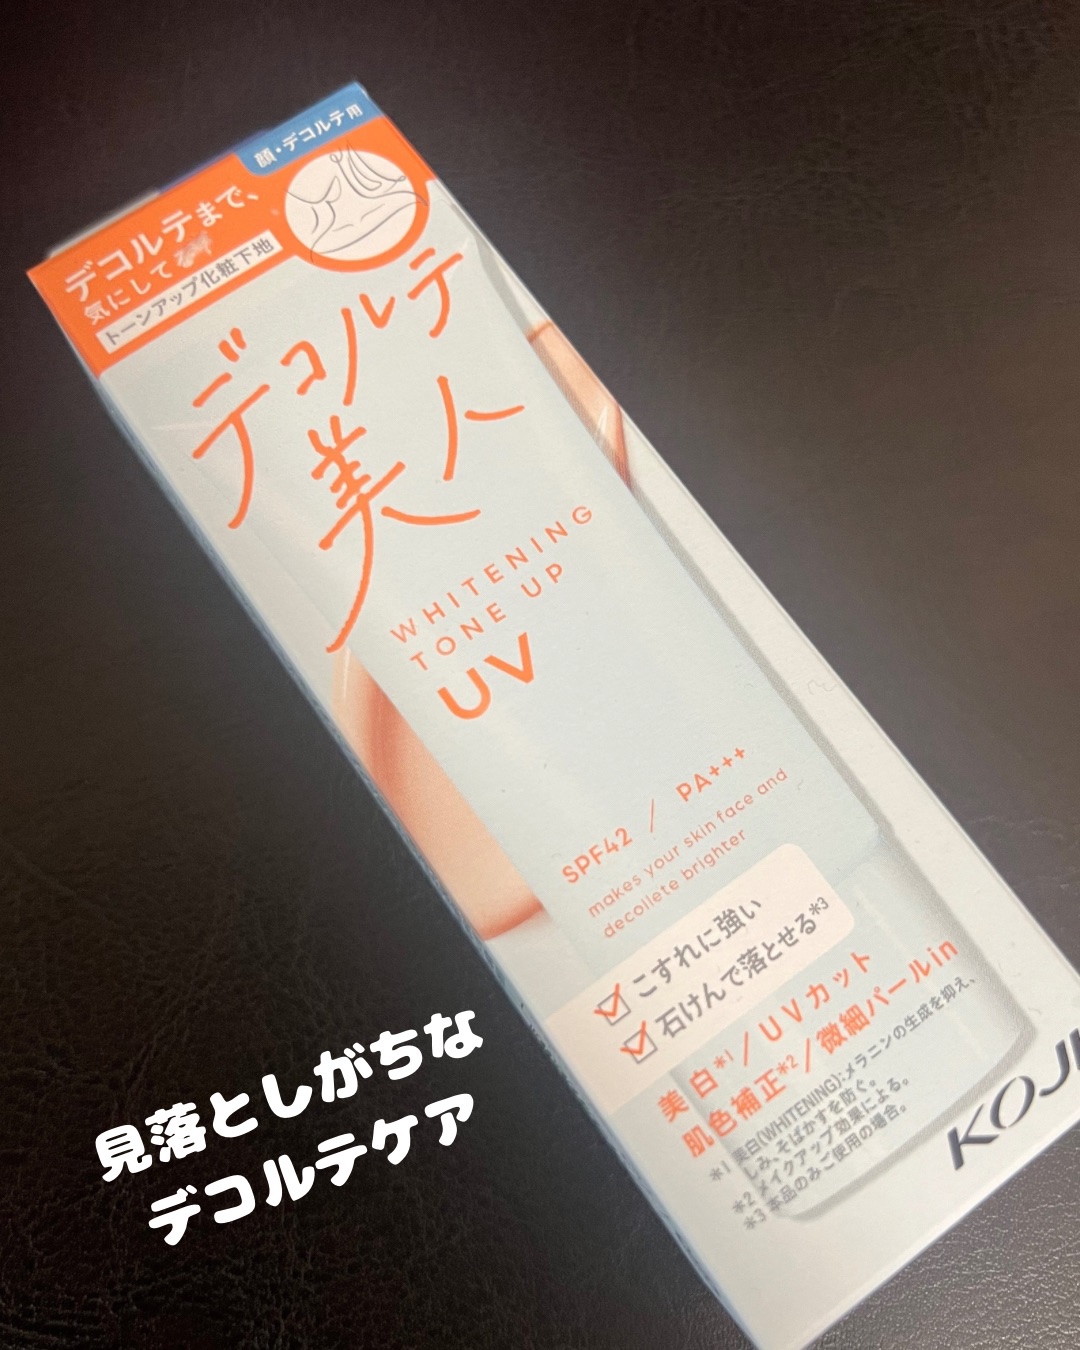 顔・デコルテ用
デコルテまで、
気にして
トーンアップ化粧下地
デコルテ
美人
WHITENING
TONE UP
UV
SPF42 / PA+++
makes your skin face and
decollete brighter
こすれに強い
石けんで落とせる*3
美白*1/UVカット
肌色補正*2/微細パールin
*1 美白(WHITENING):メラニンの生成を抑え、
しみ、そばかすを防ぐ。
*2 メイクアップ効果による。
*3 本品のみご使用の場合。
KOJI
見落としがちな
デコルテケア